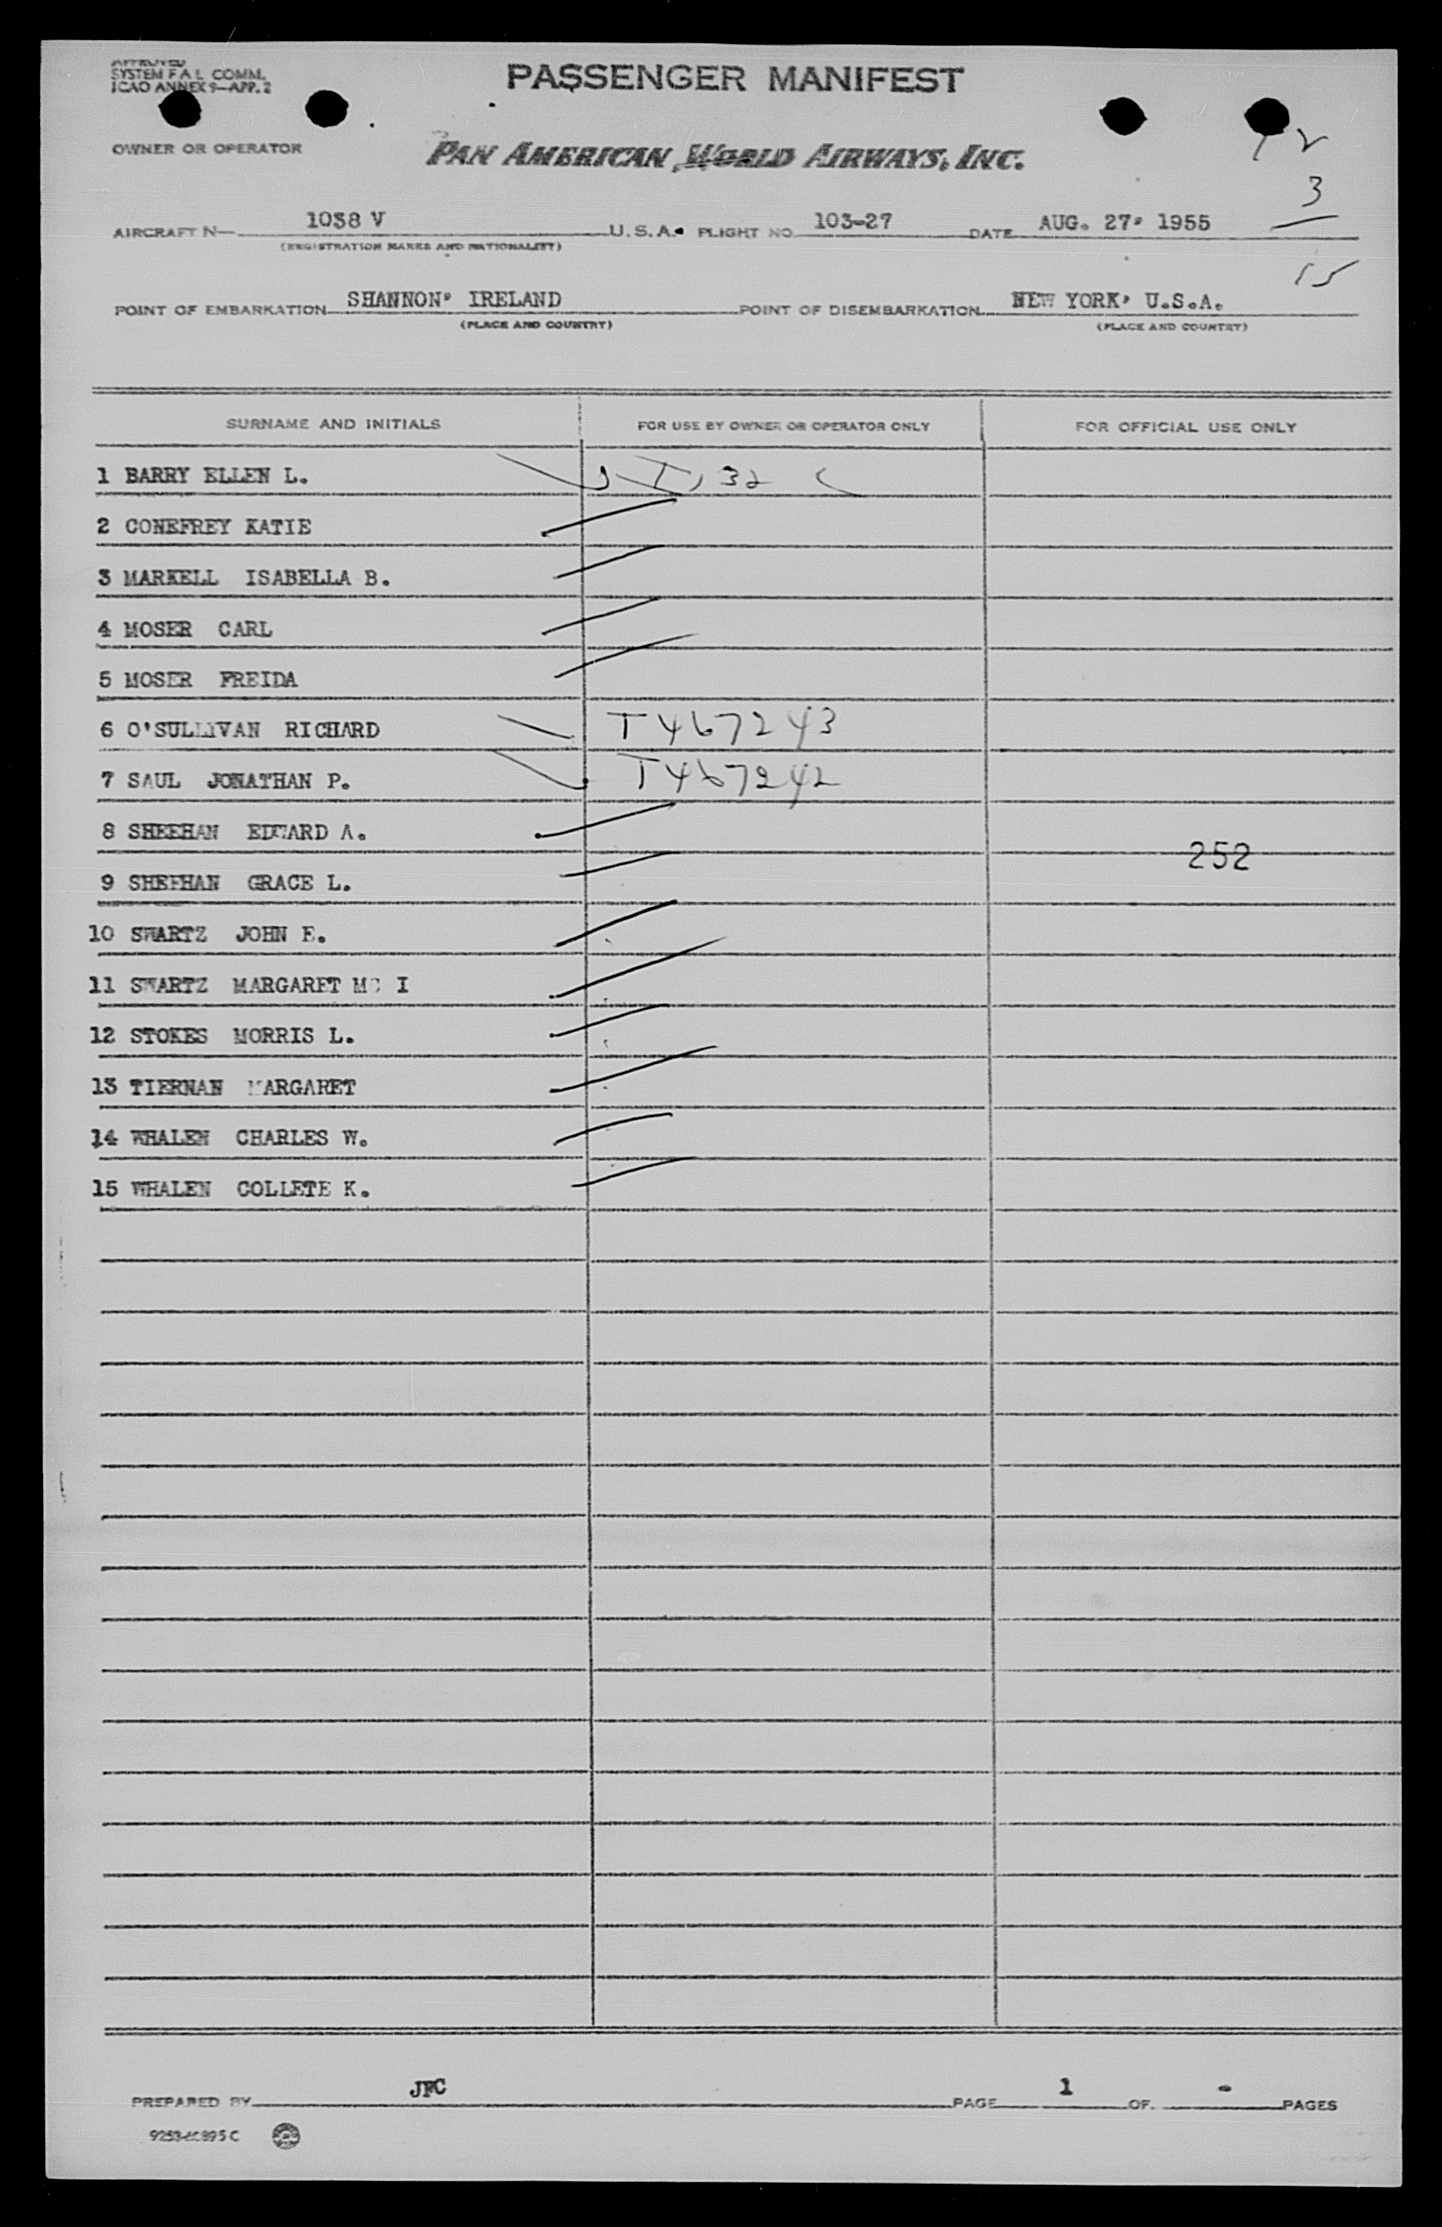 APPROVED
SYSTEM F A L COMM.
ICAO ANNEX 9—APP. 2
PASSENGER MANIFEST
OWNER OR OPERATOR
PAN AMERICAN WORLD AIRWAYS, INC.
12
3
AIRCRAFT N— 1038 V U.S.A. FLIGHT NO. 103-27 DATE AUG. 27, 1955
(REGISTRATION MARKS AND NATIONALITY)
15
POINT OF EMBARKATION SHANNON, IRELAND POINT OF DISEMBARKATION NEW YORK, U.S.A.
(PLACE AND COUNTRY) (PLACE AND COUNTRY)
SURNAME AND INITIALS FOR USE BY OWNER OR OPERATOR ONLY FOR OFFICIAL USE ONLY
1 BARRY ELLEN L. 32
2 CONEFREY KATIE
3 MARKELL ISABELLA B.
4 MOSER CARL
5 MOSER FREIDA
6 O'SULLIVAN RICHARD T467243
7 SAUL JONATHAN P. T467242
8 SHEEHAN EDWARD A.
252
9 SHEEHAN GRACE L.
10 SWARTZ JOHN E.
11 SWARTZ MARGARET MC I
12 STOKES MORRIS L.
13 TIERNAN MARGARET
14 WHALEN CHARLES W.
15 WHALEN COLLETE K.
PREPARED BY JFC PAGE 1 OF - PAGES